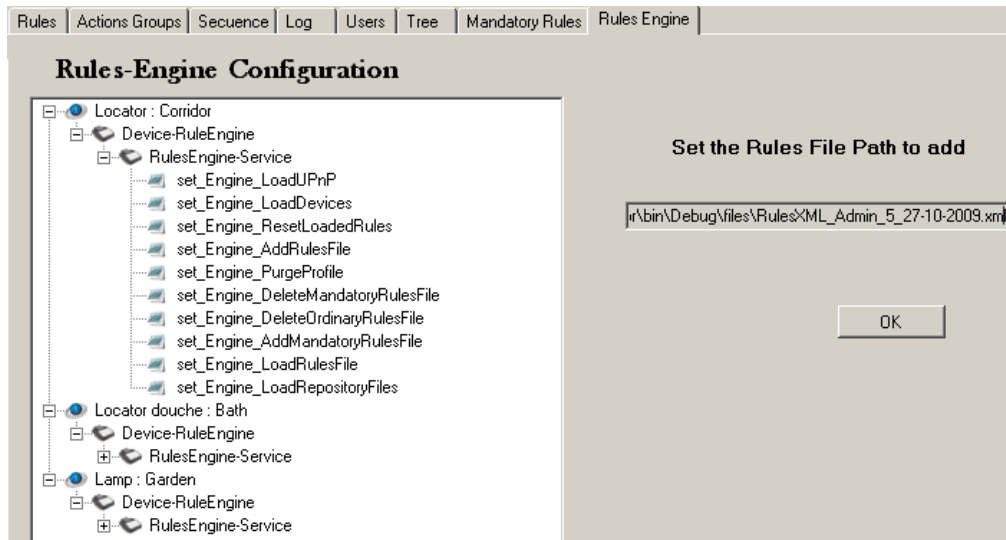 Rules Actions Groups Secuence Log Users Tree Mandatory Rules Rules Engine
Rules-Engine Configuration
Locator : Corridor
Device-RuleEngine
RulesEngine-Service
set_Engine_LoadUPnP
set_Engine_LoadDevices
set_Engine_ResetLoadedRules
set_Engine_AddRulesFile
set_Engine_PurgeProfile
set_Engine_DeleteMandatoryRulesFile
set_Engine_DeleteOrdinaryRulesFile
set_Engine_AddMandatoryRulesFile
set_Engine_LoadRulesFile
set_Engine_LoadRepositoryFiles
Locator douche : Bath
Device-RuleEngine
RulesEngine-Service
Lamp : Garden
Device-RuleEngine
RulesEngine-Service
Set the Rules File Path to add
r\bin\Debug\files\RulesXML_Admin_5_27-10-2009.xml
OK